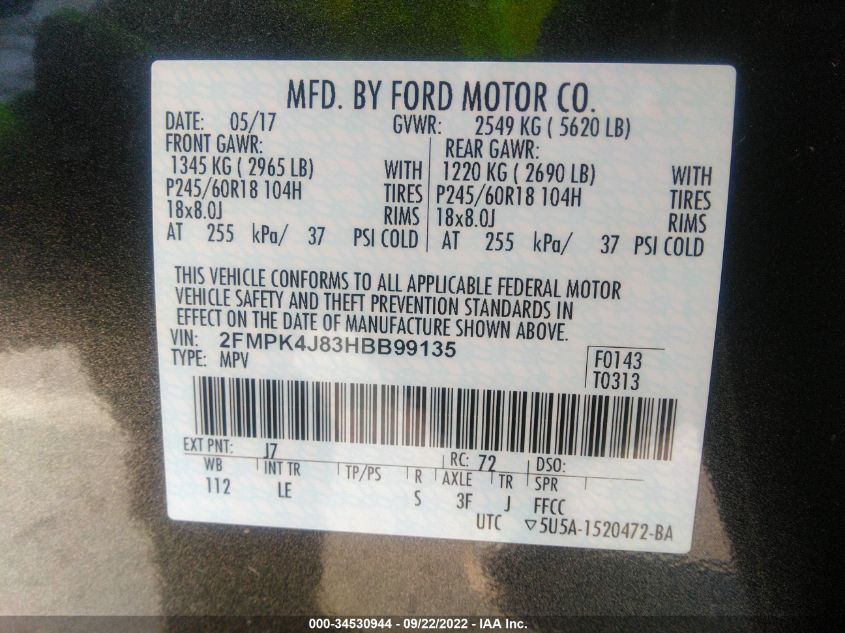 MFD. BY FORD MOTOR CO.
DATE: 05/17 GVWR: 2549 KG ( 5620 LB)
FRONT GAWR: REAR GAWR:
1345 KG ( 2965 LB) WITH 1220 KG ( 2690 LB) WITH
P245/60R18 104H TIRES P245/60R18 104H TIRES
18x8.0J RIMS 18x8.0J RIMS
AT 255 kPa/ 37 PSI COLD AT 255 kPa/ 37 PSI COLD
THIS VEHICLE CONFORMS TO ALL APPLICABLE FEDERAL MOTOR
VEHICLE SAFETY AND THEFT PREVENTION STANDARDS IN
EFFECT ON THE DATE OF MANUFACTURE SHOWN ABOVE.
VIN: 2FMPK4J83HBB99135
TYPE: MPV
F0143
T0313
EXT PNT: J7 RC: 72 DSO:
WB INT TR TP/PS R AXLE TR SPR
112 LE S 3F J FFCC
UTC ▽5U5A-1520472-BA
000-34530944 - 09/22/2022 - IAA Inc.